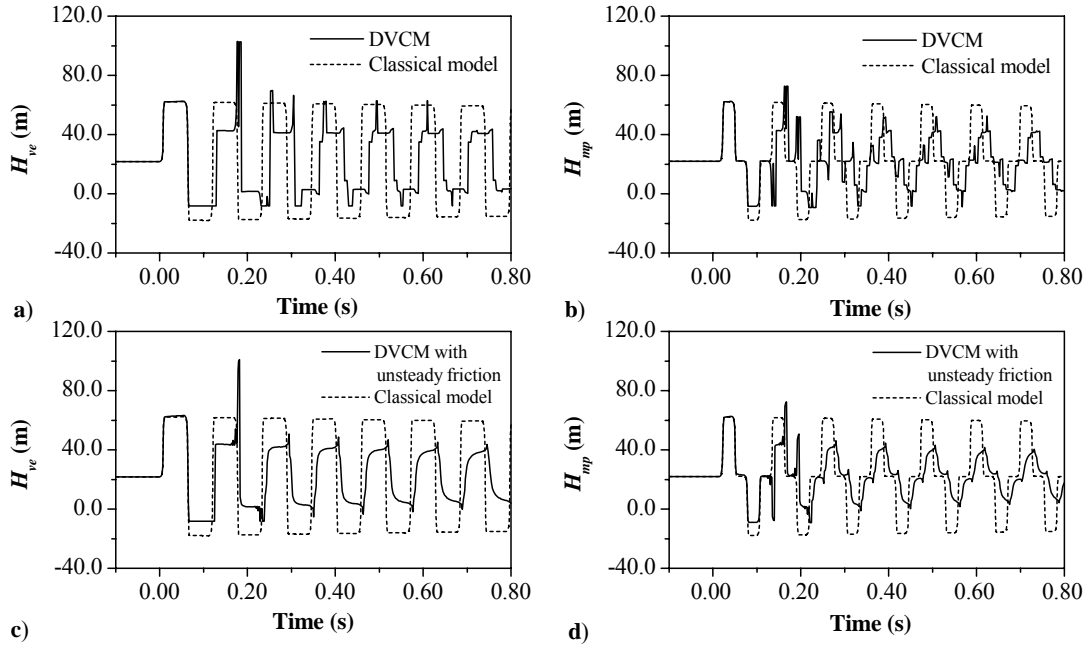 120.0
80.0
40.0
0.0
-40.0
H_ve (m)
DVCM
Classical model
0.00 0.20 0.40 0.60 0.80
Time (s)
a)
120.0
80.0
40.0
0.0
-40.0
H_mp (m)
DVCM
Classical model
0.00 0.20 0.40 0.60 0.80
Time (s)
b)
120.0
80.0
40.0
0.0
-40.0
H_ve (m)
DVCM with
unsteady friction
Classical model
0.00 0.20 0.40 0.60 0.80
Time (s)
c)
120.0
80.0
40.0
0.0
-40.0
H_mp (m)
DVCM with
unsteady friction
Classical model
0.00 0.20 0.40 0.60 0.80
Time (s)
d)